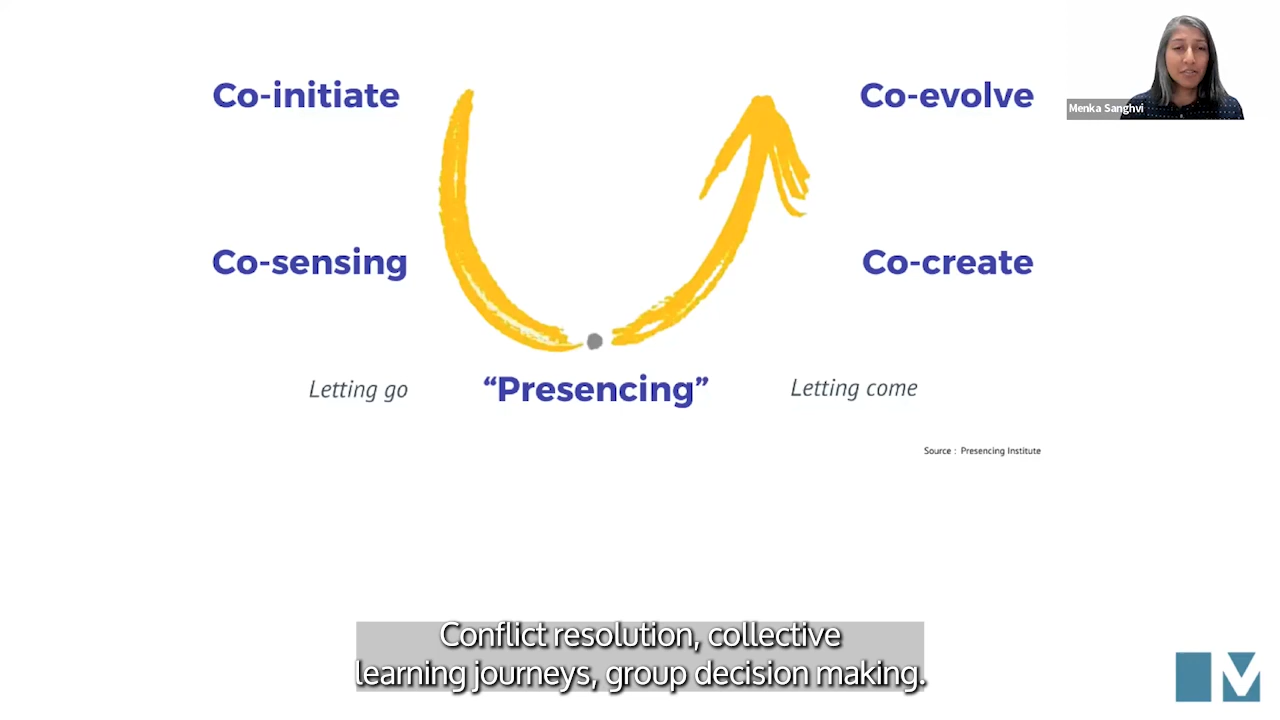 Co-initiate
Co-evolve
Menka Sanghvi
Co-sensing
Co-create
Letting go
“Presencing”
Letting come
Source : Presencing Institute
Conflict resolution, collective
learning journeys, group decision making.